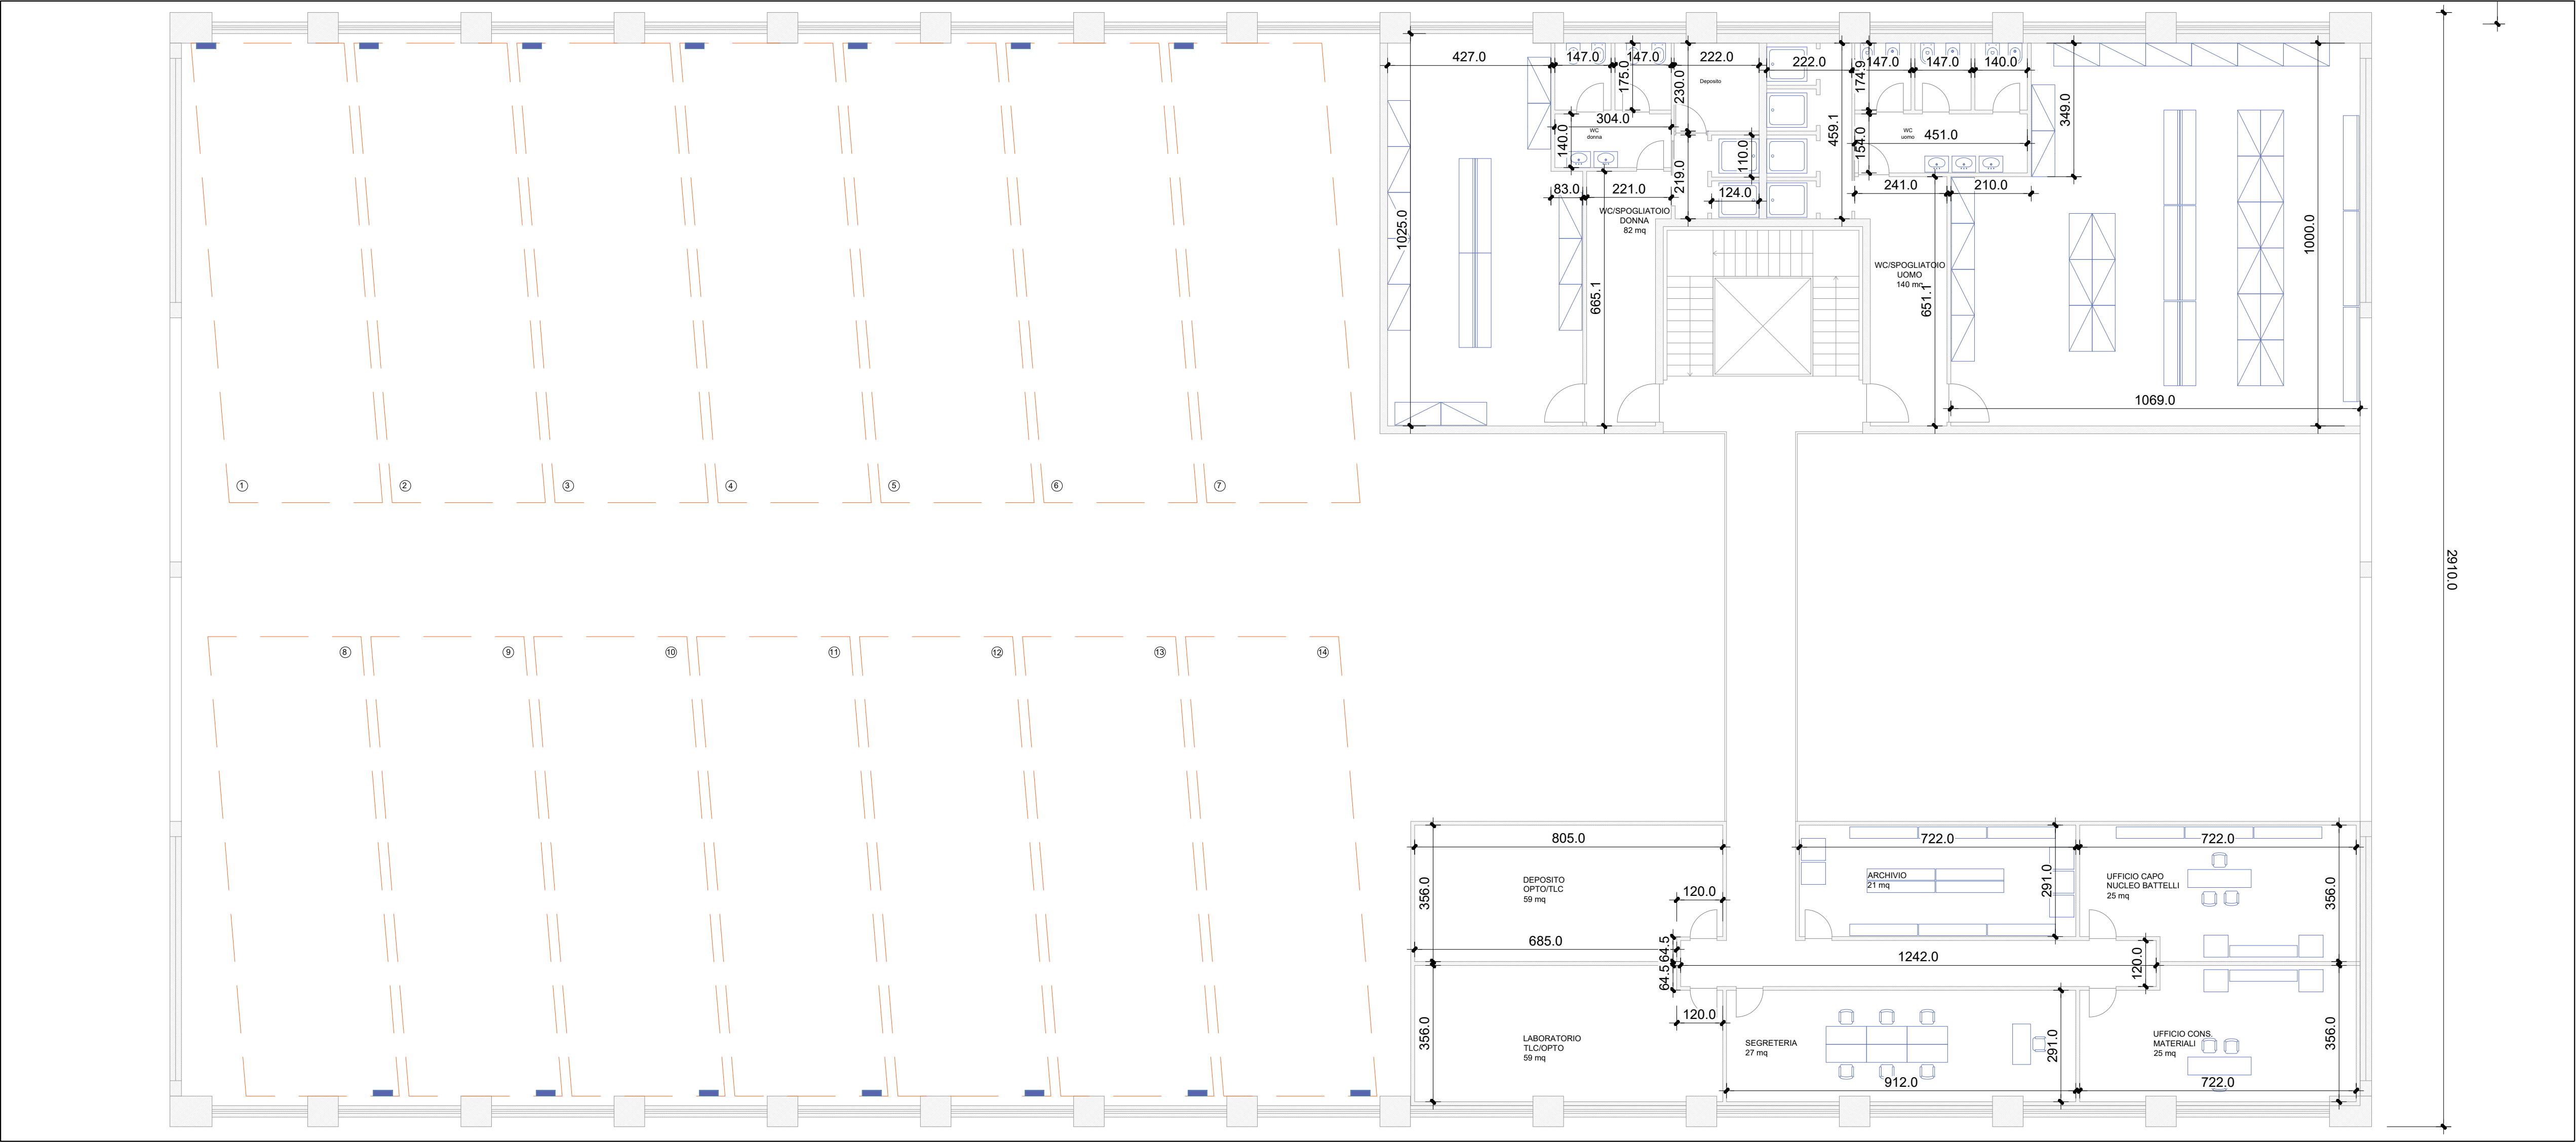 427.0
147.0
147.0
222.0
222.0
147.0
147.0
140.0
175.0
230.0
Deposito
174.9
349.0
304.0
WC
donna
140.0
110.0
459.1
154.0
WC
uomo
451.0
83.0
221.0
219.0
124.0
241.0
210.0
1025.0
WC/SPOGLIATOIO
DONNA
82 mq
1000.0
WC/SPOGLIATOIO
UOMO
140 mq
665.1
651.1
1069.0
1
2
3
4
5
6
7
2910.0
8
9
10
11
12
13
14
805.0
722.0
722.0
356.0
DEPOSITO
OPTO/TLC
59 mq
120.0
ARCHIVIO
21 mq
291.0
UFFICIO CAPO
NUCLEO BATTELLI
25 mq
356.0
685.0
64.5
64.5
1242.0
120.0
356.0
120.0
LABORATORIO
TLC/OPTO
59 mq
SEGRETERIA
27 mq
291.0
UFFICIO CONS.
MATERIALI
25 mq
356.0
912.0
722.0